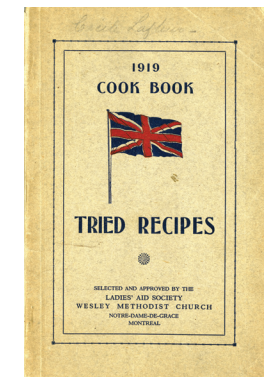 1919
COOK BOOK
TRIED RECIPES
SELECTED AND APPROVED BY THE
LADIES' AID SOCIETY
WESLEY METHODIST CHURCH
NOTRE-DAME-DE-GRACE
MONTREAL